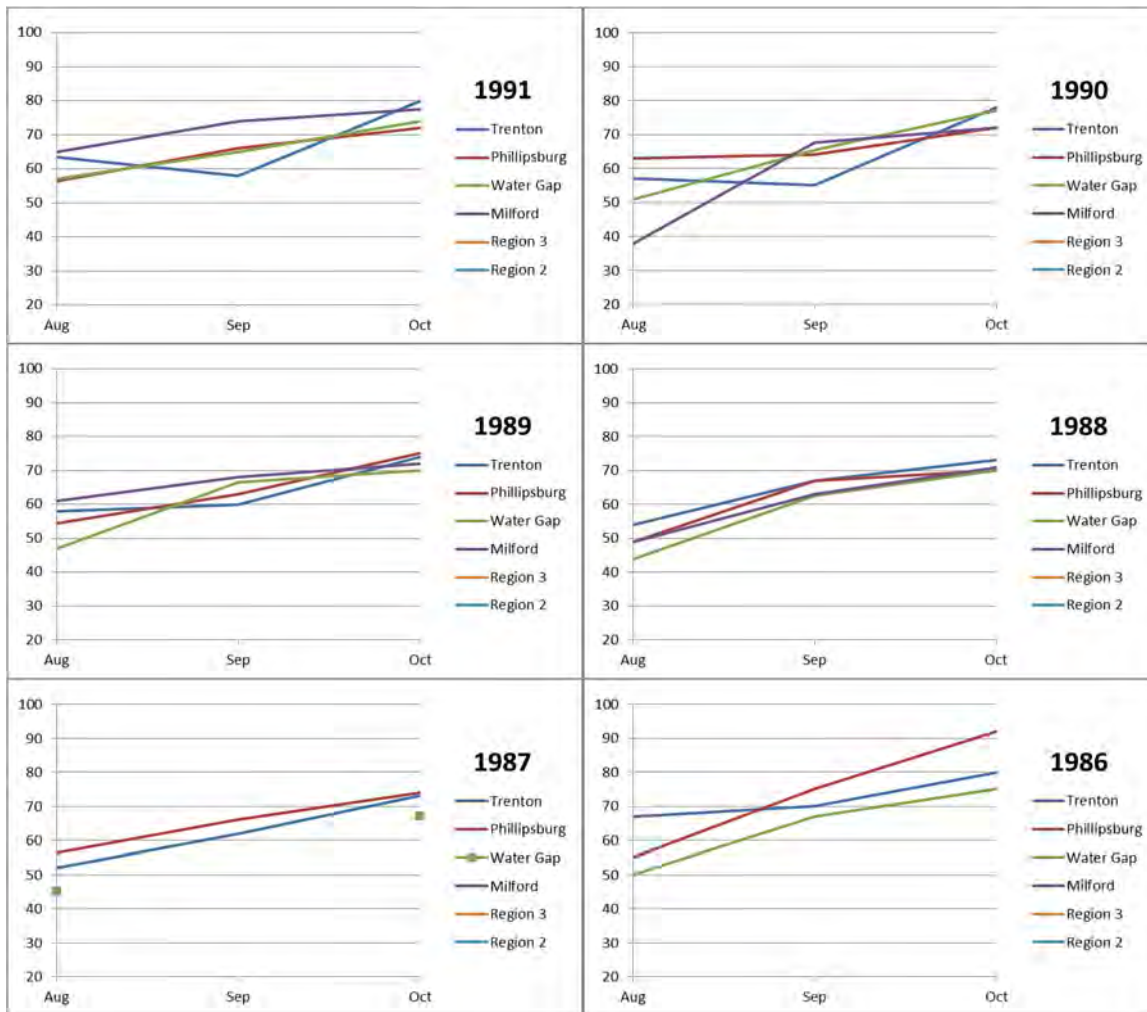 100
90
80
70
60
50
40
30
20
Aug Sep Oct
1991
Trenton
Phillipsburg
Water Gap
Milford
Region 3
Region 2
100
90
80
70
60
50
40
30
20
Aug Sep Oct
1990
Trenton
Phillipsburg
Water Gap
Milford
Region 3
Region 2
100
90
80
70
60
50
40
30
20
Aug Sep Oct
1989
Trenton
Phillipsburg
Water Gap
Milford
Region 3
Region 2
100
90
80
70
60
50
40
30
20
Aug Sep Oct
1988
Trenton
Phillipsburg
Water Gap
Milford
Region 3
Region 2
100
90
80
70
60
50
40
30
20
Aug Sep Oct
1987
Trenton
Phillipsburg
Water Gap
Milford
Region 3
Region 2
100
90
80
70
60
50
40
30
20
Aug Sep Oct
1986
Trenton
Phillipsburg
Water Gap
Milford
Region 3
Region 2